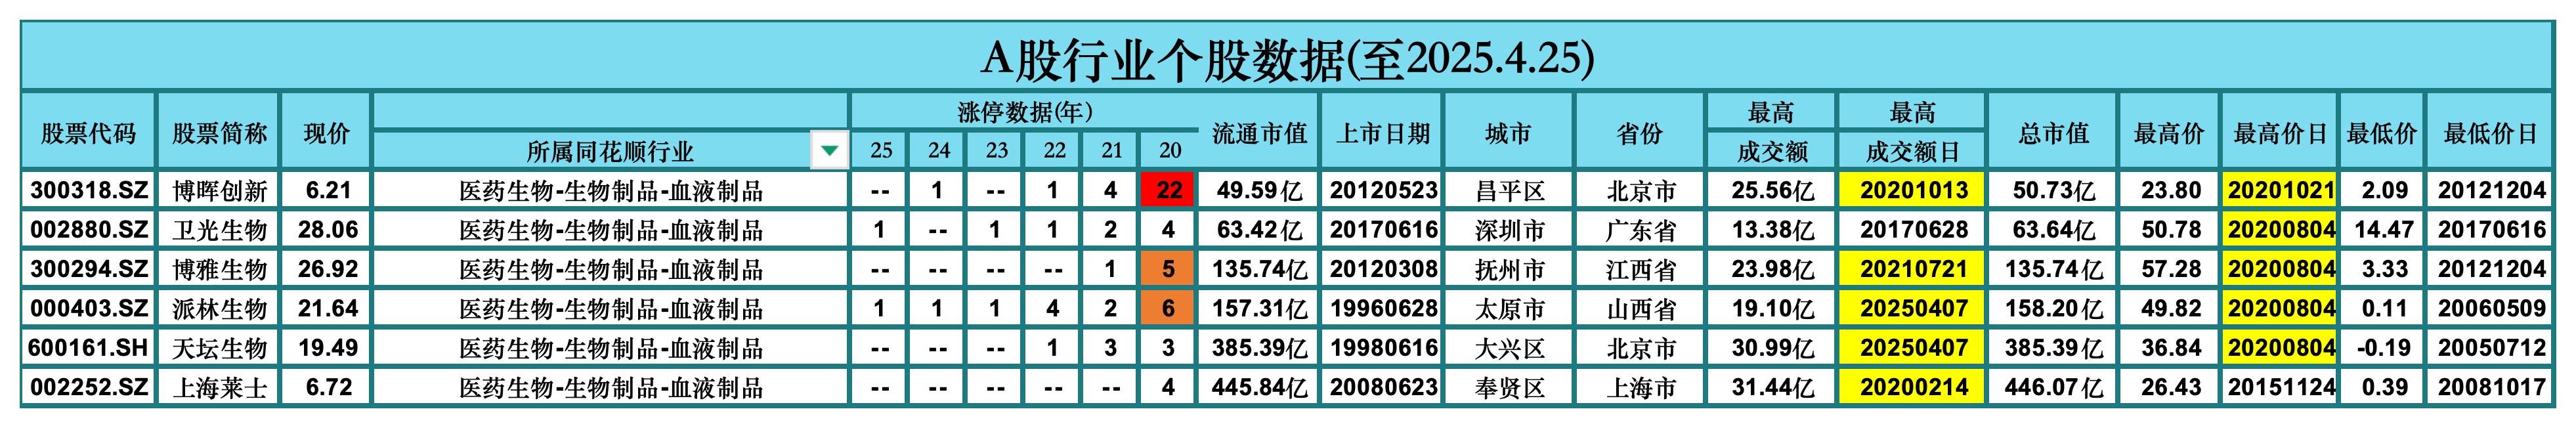 A股行业个股数据(至2025.4.25)
股票代码 股票简称 现价 所属同花顺行业 涨停数据(年) 流通市值 上市日期 城市 省份 最高 最高 总市值 最高价 最高价日 最低价 最低价日
25 24 23 22 21 20 成交额 成交额日
300318.SZ 博晖创新 6.21 医药生物-生物制品-血液制品 -- 1 -- 1 4 22 49.59亿 20120523 昌平区 北京市 25.56亿 20201013 50.73亿 23.80 20201021 2.09 20121204
002880.SZ 卫光生物 28.06 医药生物-生物制品-血液制品 1 -- 1 1 2 4 63.42亿 20170616 深圳市 广东省 13.38亿 20170628 63.64亿 50.78 20200804 14.47 20170616
300294.SZ 博雅生物 26.92 医药生物-生物制品-血液制品 -- -- -- -- 1 5 135.74亿 20120308 抚州市 江西省 23.98亿 20210721 135.74亿 57.28 20200804 3.33 20121204
000403.SZ 派林生物 21.64 医药生物-生物制品-血液制品 1 1 1 4 2 6 157.31亿 19960628 太原市 山西省 19.10亿 20250407 158.20亿 49.82 20200804 0.11 20060509
600161.SH 天坛生物 19.49 医药生物-生物制品-血液制品 -- -- -- 1 3 3 385.39亿 19980616 大兴区 北京市 30.99亿 20250407 385.39亿 36.84 20200804 -0.19 20050712
002252.SZ 上海莱士 6.72 医药生物-生物制品-血液制品 -- -- -- -- -- 4 445.84亿 20080623 奉贤区 上海市 31.44亿 20200214 446.07亿 26.43 20151124 0.39 20081017